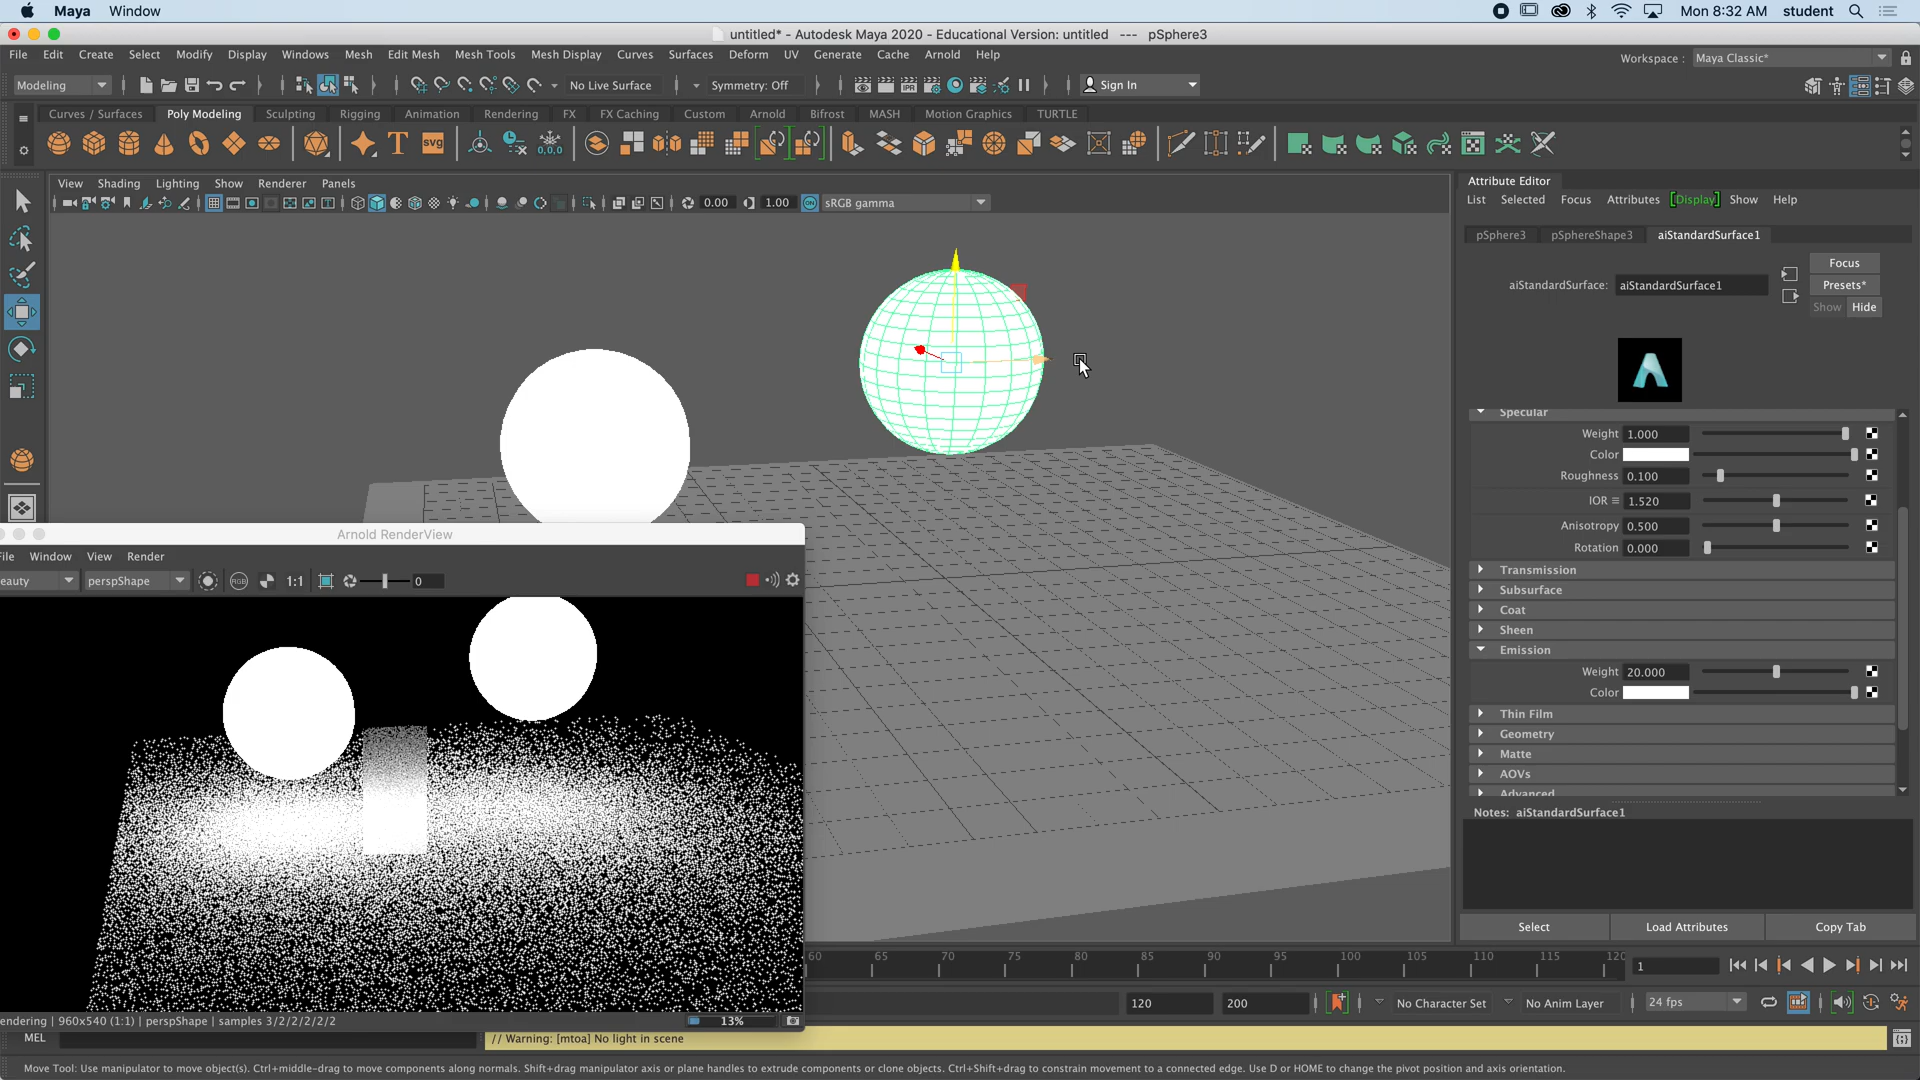 Maya Window Mon 8:32 AM student
untitled* - Autodesk Maya 2020 - Educational Version: untitled --- pSphere3
File Edit Create Select Modify Display Windows Mesh Edit Mesh Mesh Tools Mesh Display Curves Surfaces Deform UV Generate Cache Arnold Help Workspace : Maya Classic*
Modeling No Live Surface Symmetry: Off IPR Sign In
Curves / Surfaces Poly Modeling Sculpting Rigging Animation Rendering FX FX Caching Custom Arnold Bifrost MASH Motion Graphics TURTLE
T SVG 0,0,0
View Shading Lighting Show Renderer Panels
0.00 1.00 ON sRGB gamma
Attribute Editor
List Selected Focus Attributes [Display] Show Help
pSphere3 pSphereShape3 aiStandardSurface1
aiStandardSurface: aiStandardSurface1
Focus
Presets*
Show Hide
Specular
Weight 1.000
Color
Roughness 0.100
IOR 1.520
Anisotropy 0.500
Rotation 0.000
Transmission
Subsurface
Coat
Sheen
Emission
Weight 20.000
Color
Thin Film
Geometry
Matte
AOVs
Advanced
Notes: aiStandardSurface1
Select Load Attributes Copy Tab
Arnold RenderView
File Window View Render
eauty perspShape RGB 1:1 0
endering | 960x540 (1:1) | perspShape | samples 3/2/2/2/2/2 13%
60 65 70 75 80 85 90 95 100 105 110 115 120 1
120 200 No Character Set No Anim Layer 24 fps
MEL // Warning: [mtoa] No light in scene
Move Tool: Use manipulator to move object(s). Ctrl+middle-drag to move components along normals. Shift+drag manipulator axis or plane handles to extrude components or clone objects. Ctrl+Shift+drag to constrain movement to a connected edge. Use D or HOME to change the pivot position and axis orientation.